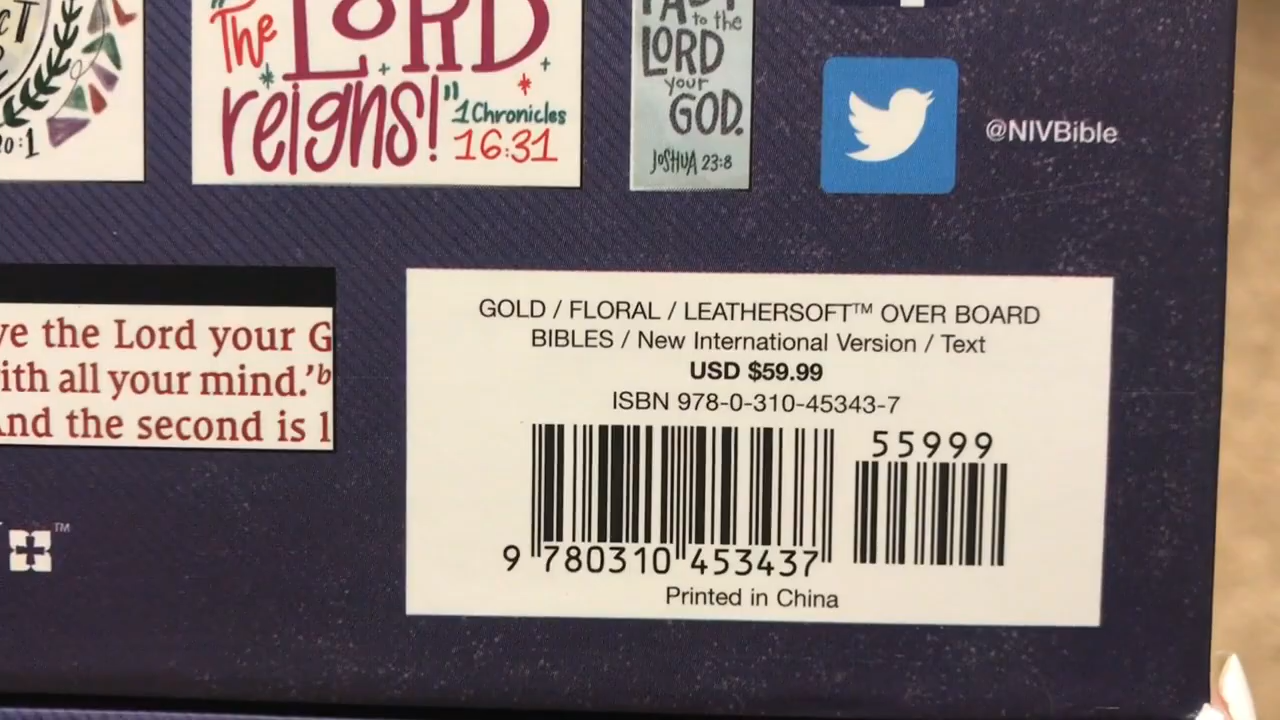 "The LORD
reigns!"
1 Chronicles
16:31
to the
LORD
your
GOD.
JOSHUA 23:8
@NIVBible
the Lord your G
with all your mind.'b
And the second is l
GOLD / FLORAL / LEATHERSOFT™ OVER BOARD
BIBLES / New International Version / Text
USD $59.99
ISBN 978-0-310-45343-7
55999
9 780310 453437
Printed in China
TM